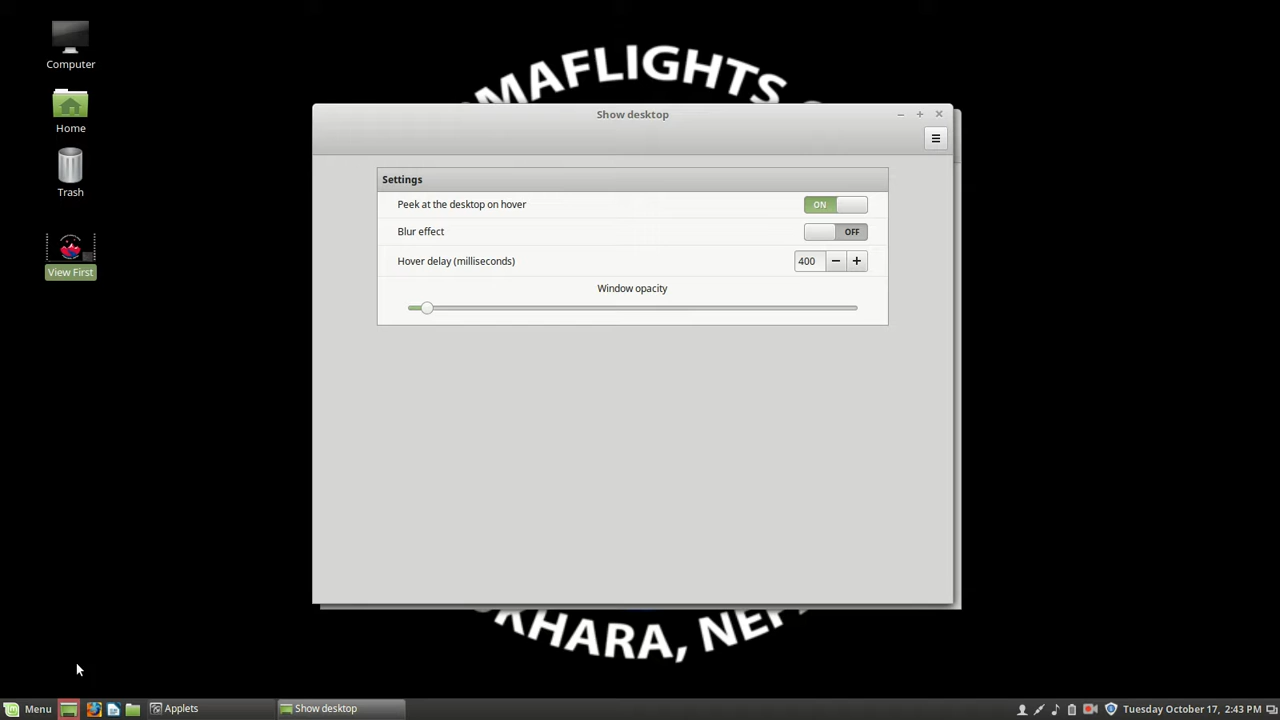 Computer
Home
Trash
View First
MAFLIGHTS
Show desktop
Settings
Peek at the desktop on hover
ON
Blur effect
OFF
Hover delay (milliseconds)
400
Window opacity
KHARA, NEP
Menu
Applets
Show desktop
Tuesday October 17, 2:43 PM